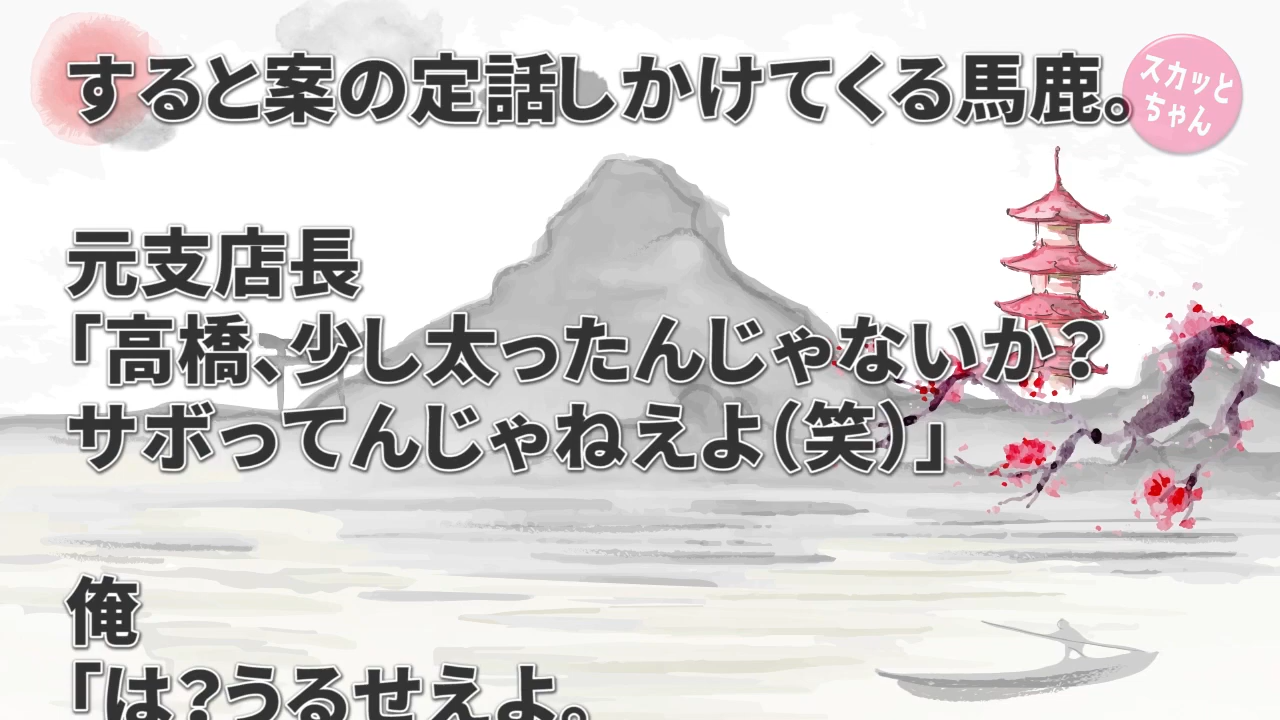 すると案の定話しかけてくる馬鹿。
スカッと
ちゃん
元支店長
「高橋、少し太ったんじゃないか?
サボってんじゃねえよ(笑)」
俺
「は?うるせえよ。